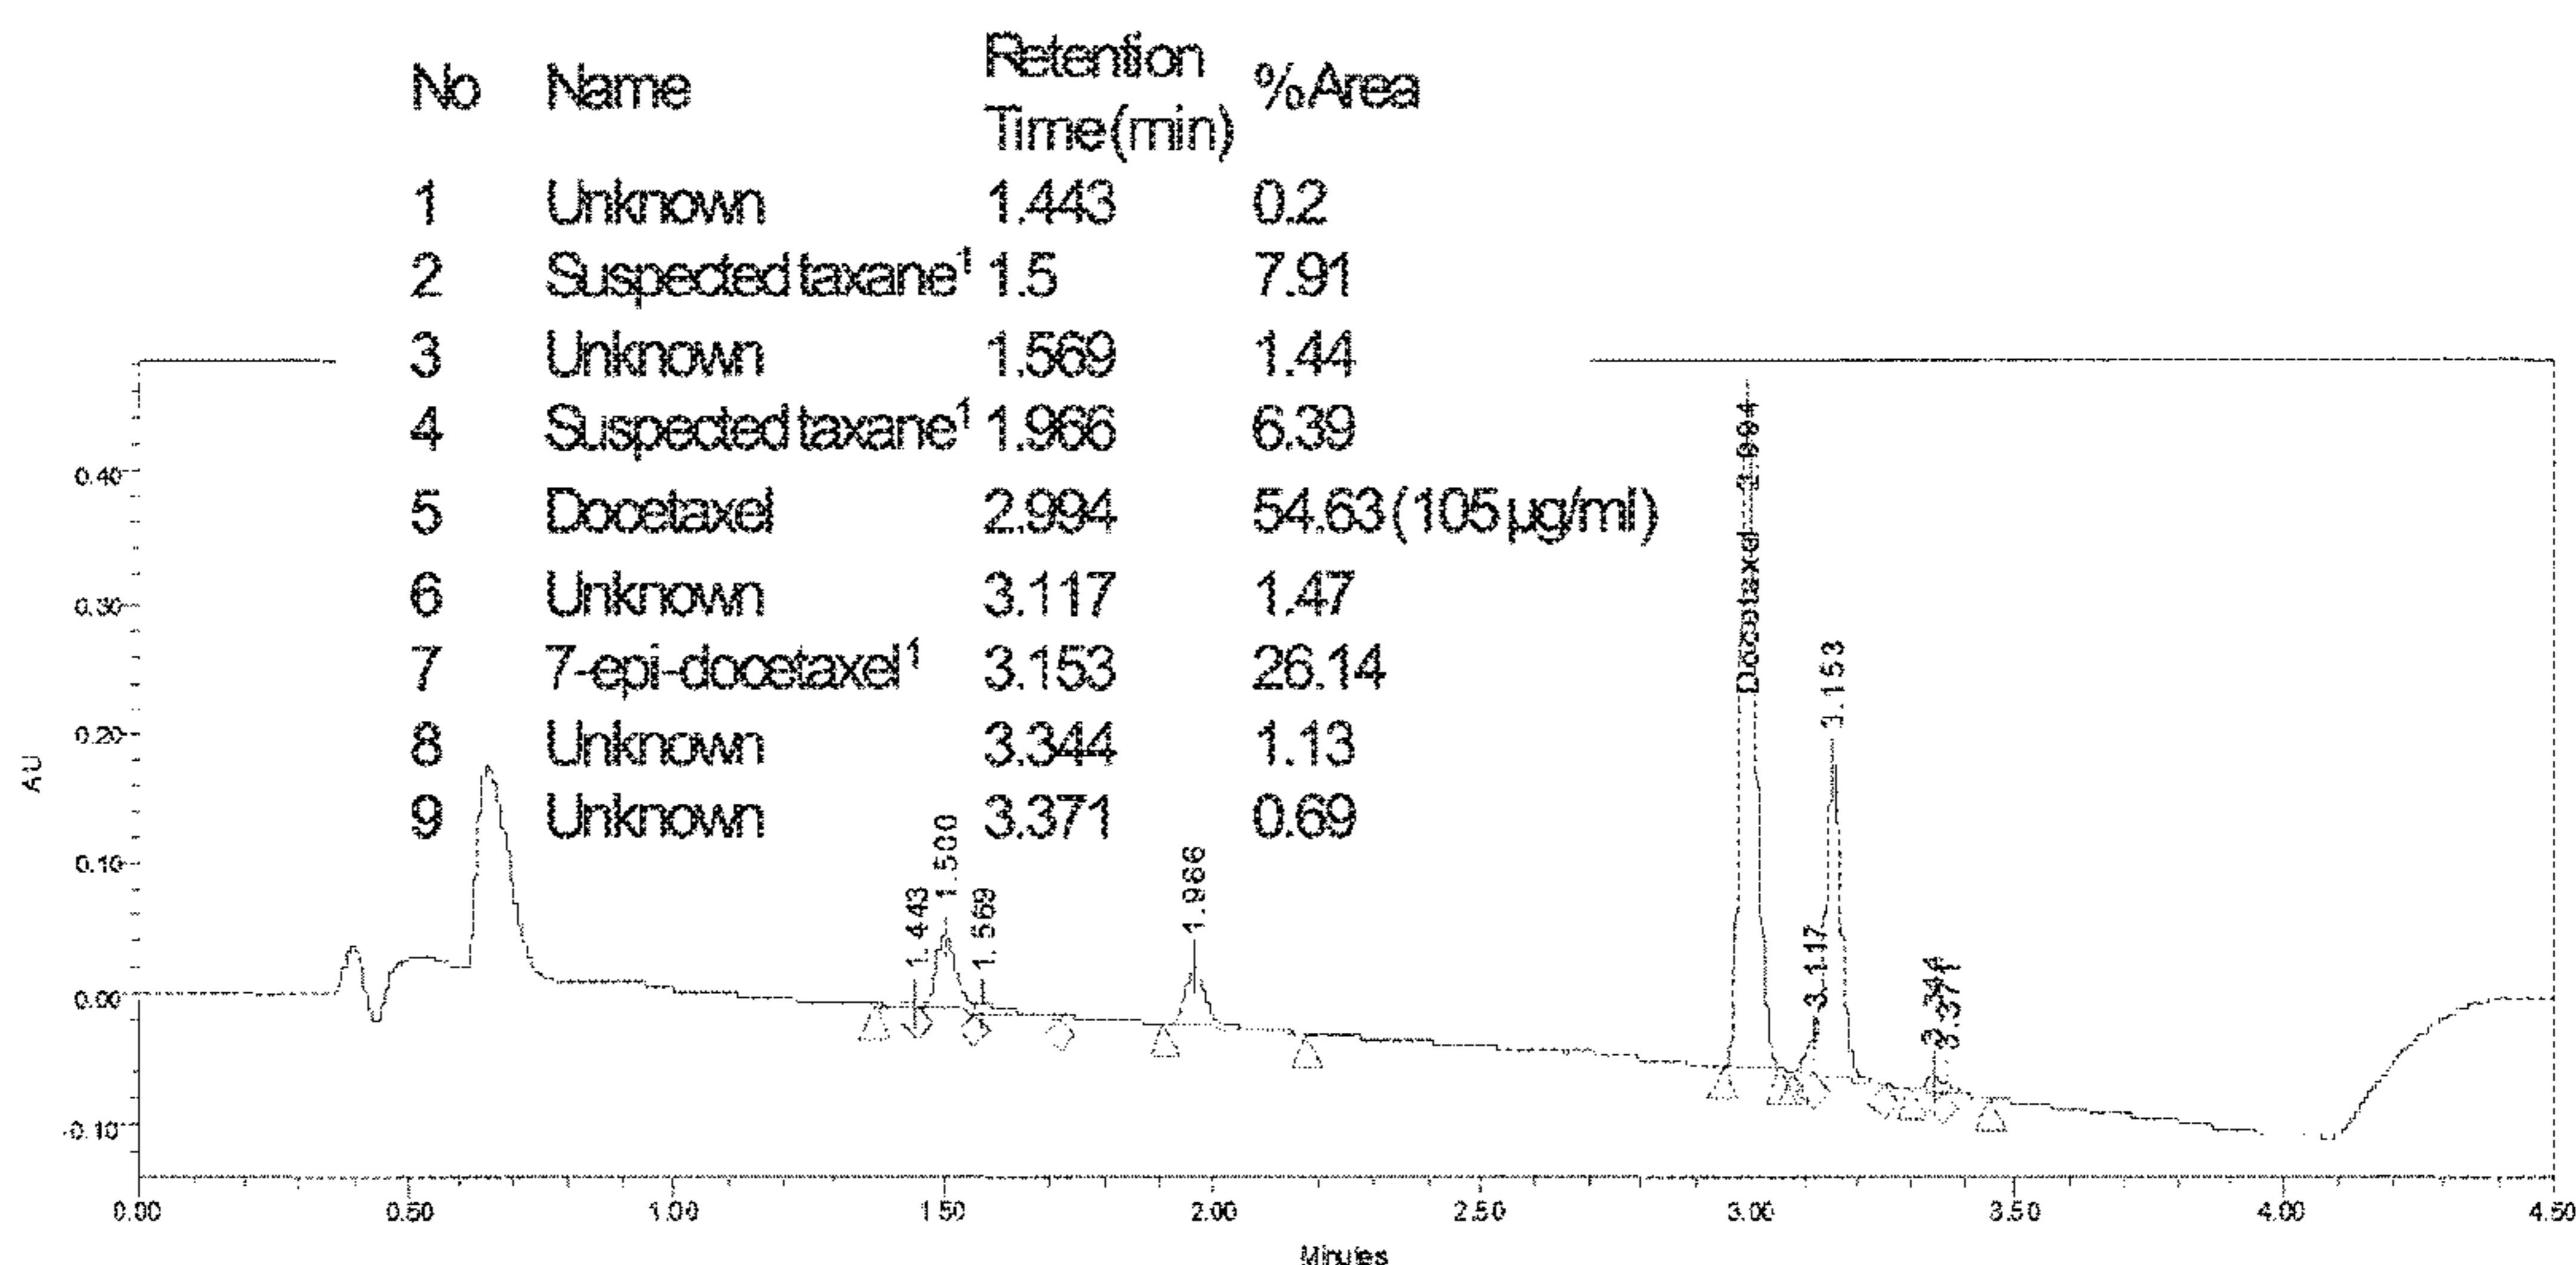 No Name Retention Time (min) % Area
1 Unknown 1.443 0.2
2 Suspected taxane¹ 1.5 7.91
3 Unknown 1.569 1.44
4 Suspected taxane¹ 1.966 6.39
5 Docetaxel 2.994 54.63 (105 µg/ml)
6 Unknown 3.117 1.47
7 7-epi-docetaxel¹ 3.153 26.14
8 Unknown 3.344 1.13
9 Unknown 3.371 0.69
AU
0.40
0.30
0.20
0.10
0.00
-0.10
1.443
1.500
1.569
1.966
Docetaxel - 2.994
3.117
3.153
3.344
3.371
0.00 0.50 1.00 1.50 2.00 2.50 3.00 3.50 4.00 4.50
Minutes